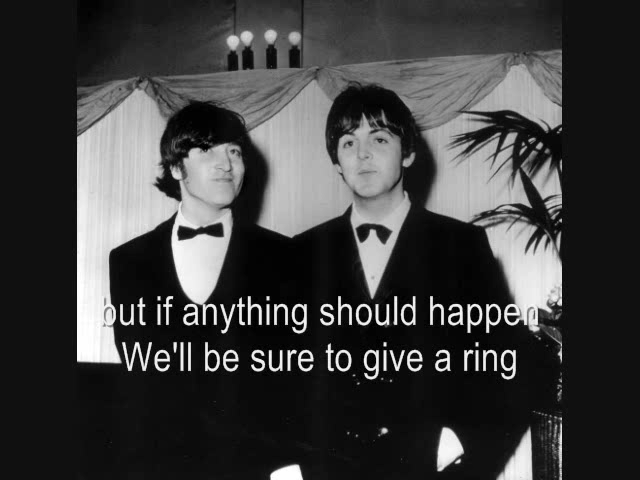 but if anything should happen
We'll be sure to give a ring